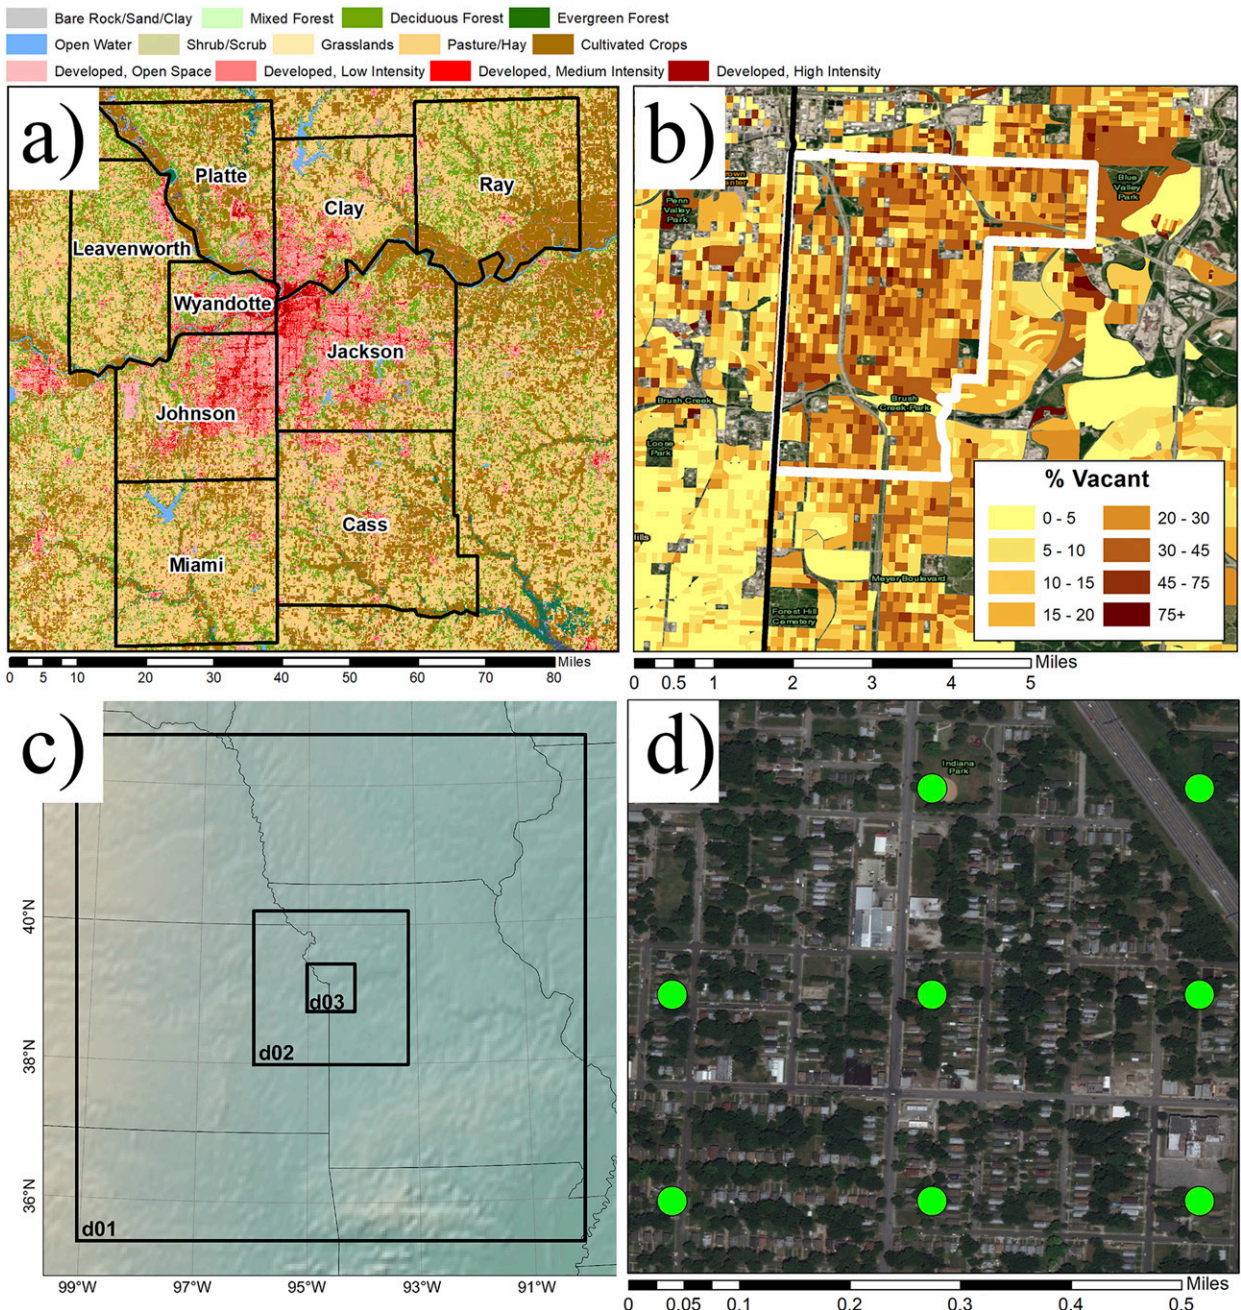 Bare Rock/Sand/Clay Mixed Forest Deciduous Forest Evergreen Forest
Open Water Shrub/Scrub Grasslands Pasture/Hay Cultivated Crops
Developed, Open Space Developed, Low Intensity Developed, Medium Intensity Developed, High Intensity
a)
Platte
Ray
Clay
Leavenworth
Wyandotte
Jackson
Johnson
Cass
Miami
Miles
0 5 10 20 30 40 50 60 70 80
b)
Penn
Valley
Park
Blue
Valley
Park
Brush Creek
Brush
Creek Park
Loose
Park
Meyer Boulevard
Forest Hill
Cemetery
% Vacant
0 - 5 20 - 30
5 - 10 30 - 45
10 - 15 45 - 75
15 - 20 75+
Miles
0 0.5 1 2 3 4 5
c)
40°N
38°N
36°N
d03
d02
d01
99°W 97°W 95°W 93°W 91°W
d)
Indiana
Park
Miles
0 0.05 0.1 0.2 0.3 0.4 0.5